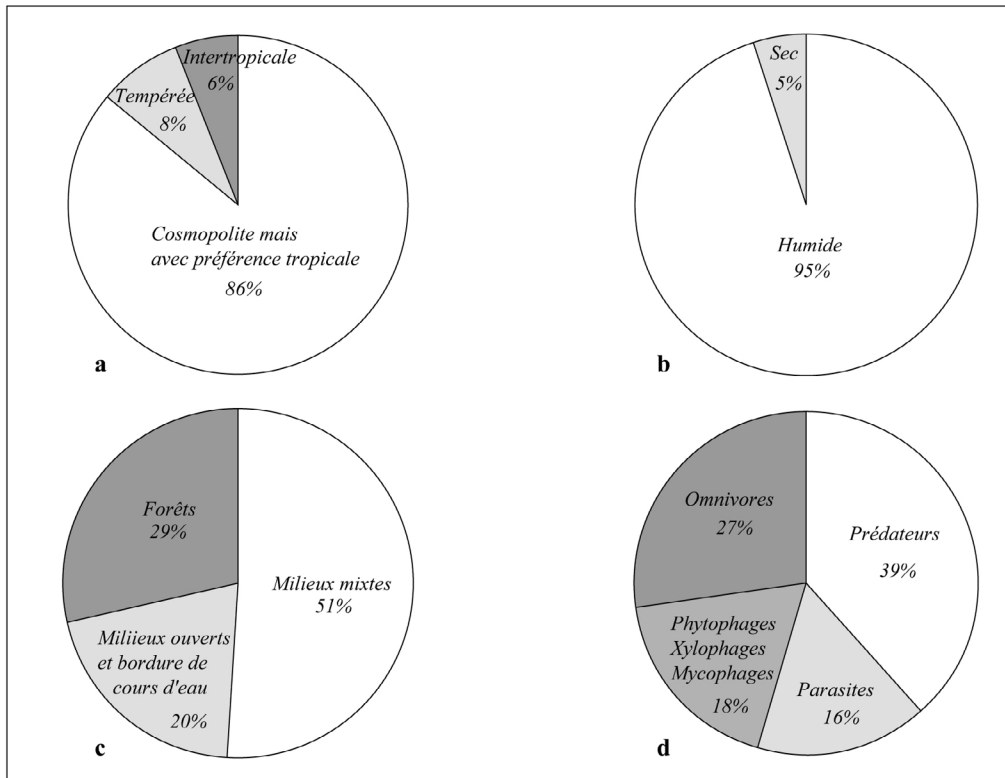 Intertropicale
6%
Tempérée
8%
Cosmopolite mais
avec préférence tropicale
86%
a
Sec
5%
Humide
95%
b
Forêts
29%
Milieux mixtes
51%
Miliieux ouverts
et bordure de
cours d'eau
20%
c
Omnivores
27%
Prédateurs
39%
Phytophages
Xylophages
Mycophages
18%
Parasites
16%
d